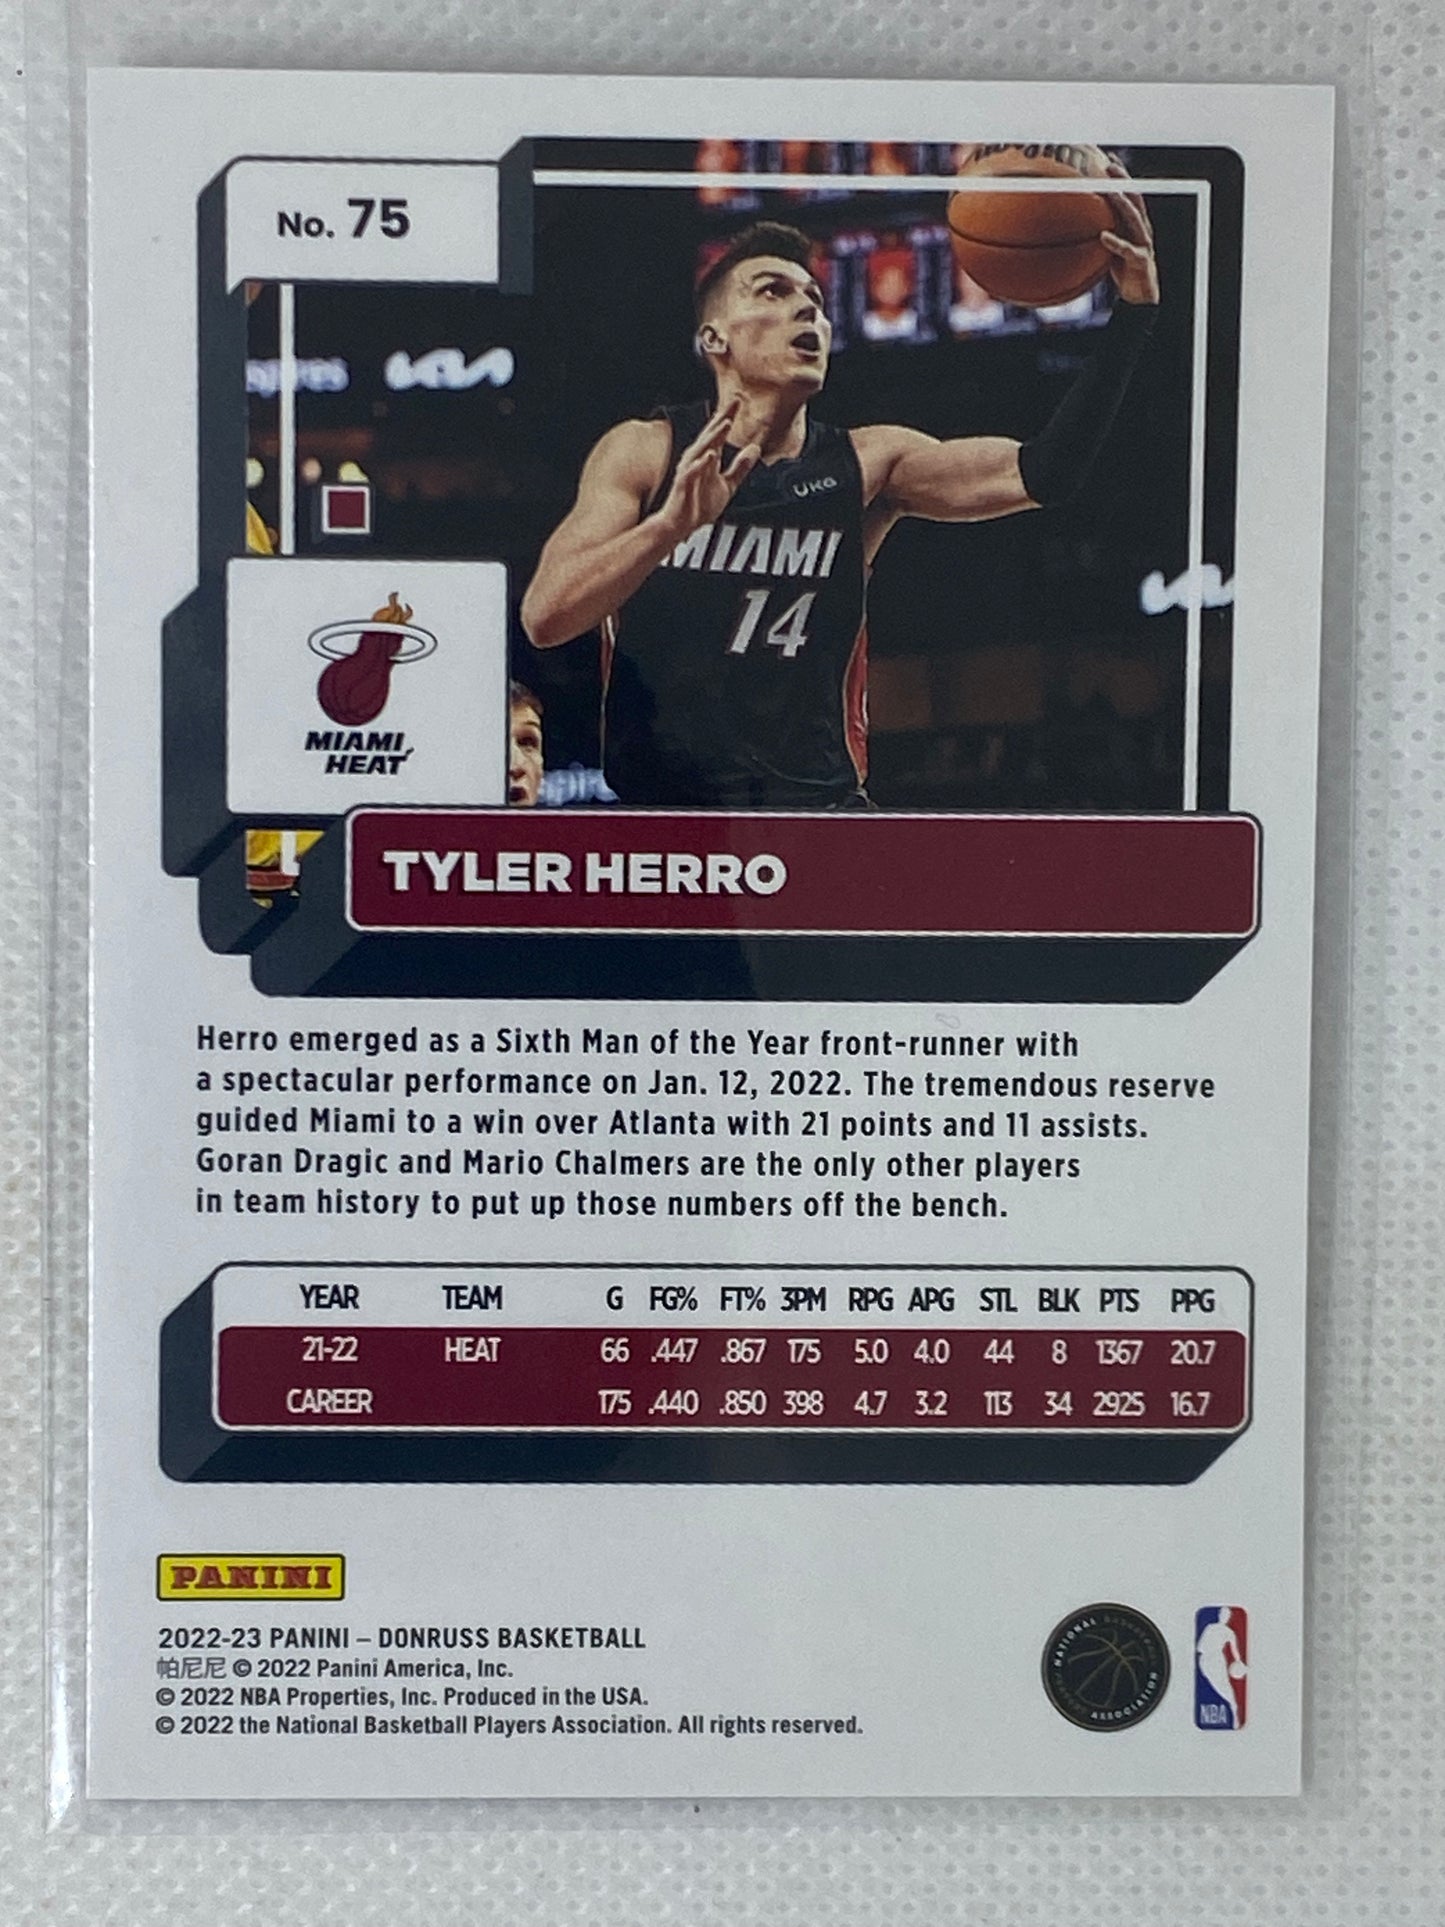 No. 75
UKG
MIAMI
14
MIAMI
HEAT
TYLER HERRO
Herro emerged as a Sixth Man of the Year front-runner with
a spectacular performance on Jan. 12, 2022. The tremendous reserve
guided Miami to a win over Atlanta with 21 points and 11 assists.
Goran Dragic and Mario Chalmers are the only other players
in team history to put up those numbers off the bench.
YEAR TEAM G FG% FT% 3PM RPG APG STL BLK PTS PPG
21-22 HEAT 66 .447 .867 175 5.0 4.0 44 8 1367 20.7
CAREER 175 .440 .850 398 4.7 3.2 113 34 2925 16.7
PANINI
2022-23 PANINI – DONRUSS BASKETBALL
帕尼尼 © 2022 Panini America, Inc.
© 2022 NBA Properties, Inc. Produced in the USA.
© 2022 the National Basketball Players Association. All rights reserved.
NATIONAL BASKETBALL PLAYERS ASSOCIATION
NBA